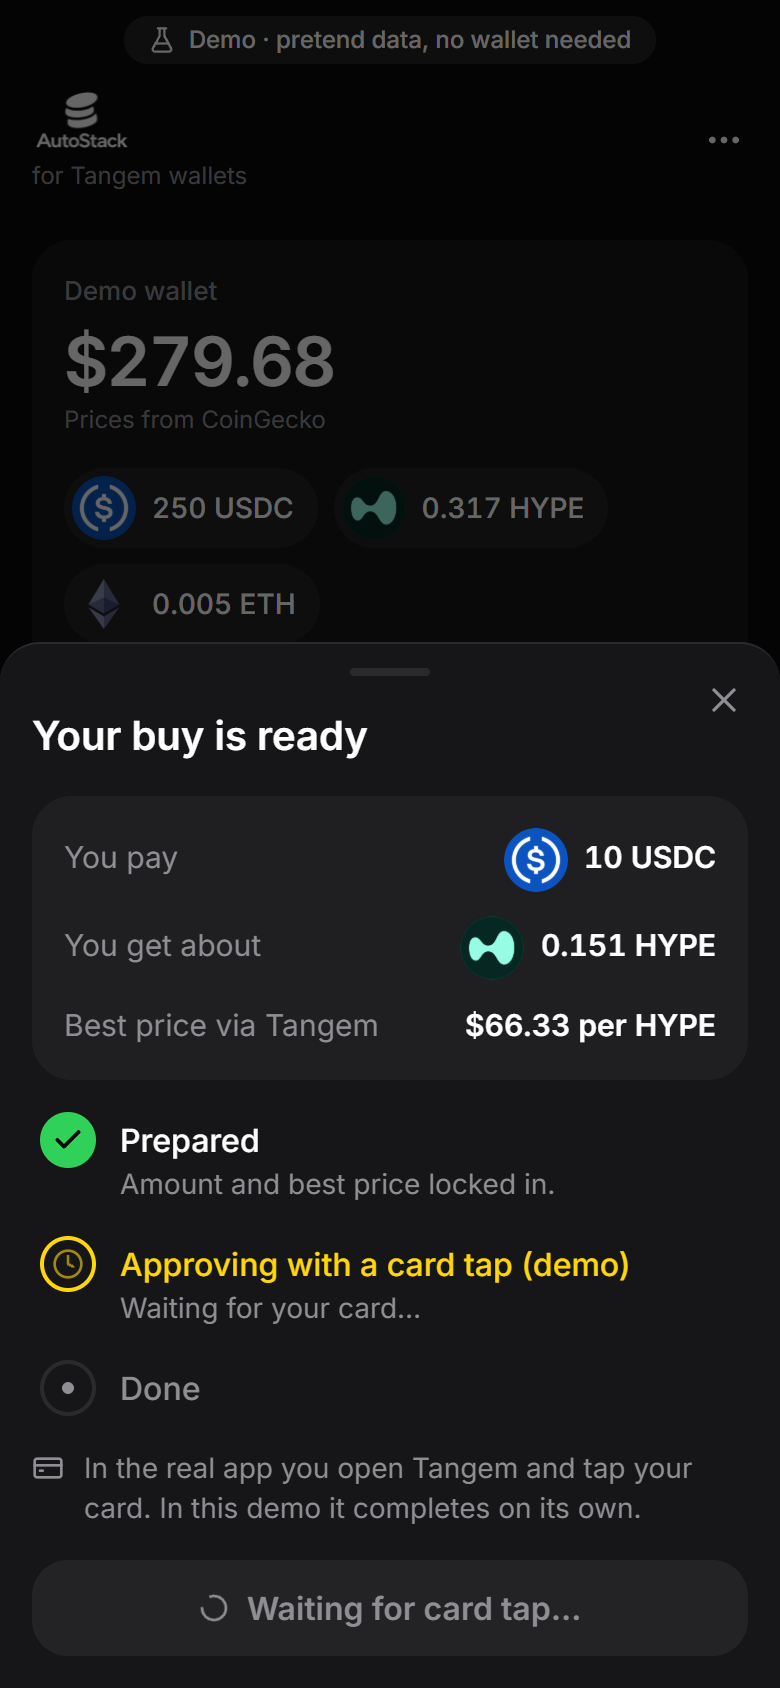 Demo · pretend data, no wallet needed
AutoStack
for Tangem wallets
Demo wallet
$279.68
Prices from CoinGecko
250 USDC
0.317 HYPE
0.005 ETH
Your buy is ready
You pay
10 USDC
You get about
0.151 HYPE
Best price via Tangem
$66.33 per HYPE
Prepared
Amount and best price locked in.
Approving with a card tap (demo)
Waiting for your card...
Done
In the real app you open Tangem and tap your
card. In this demo it completes on its own.
Waiting for card tap...